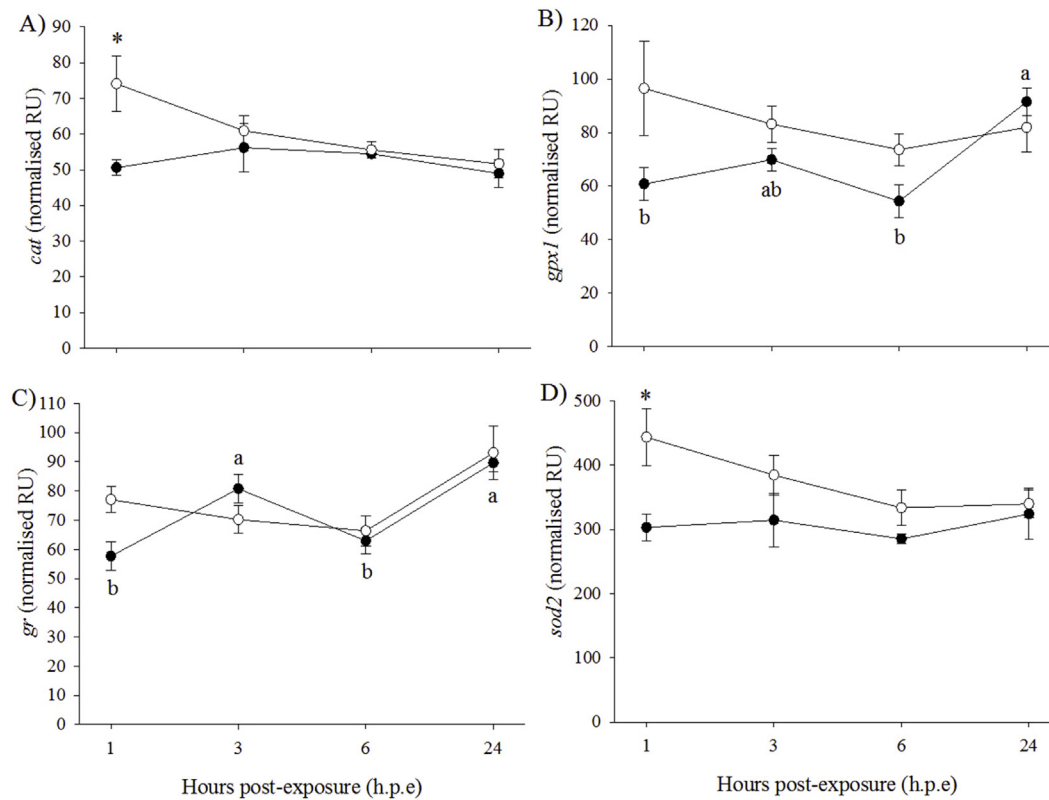 A)
90
80
70
60
50
40
30
20
10
0
*
cat (normalised RU)
B)
120
100
80
60
40
20
0
a
b
ab
b
gpx1 (normalised RU)
C)
110
100
90
80
70
60
50
40
30
20
10
0
a
a
b
b
gr (normalised RU)
1 3 6 24
Hours post-exposure (h.p.e)
D)
500
400
300
300
100
200
*
sod2 (normalised RU)
1 3 6 24
Hours post-exposure (h.p.e)